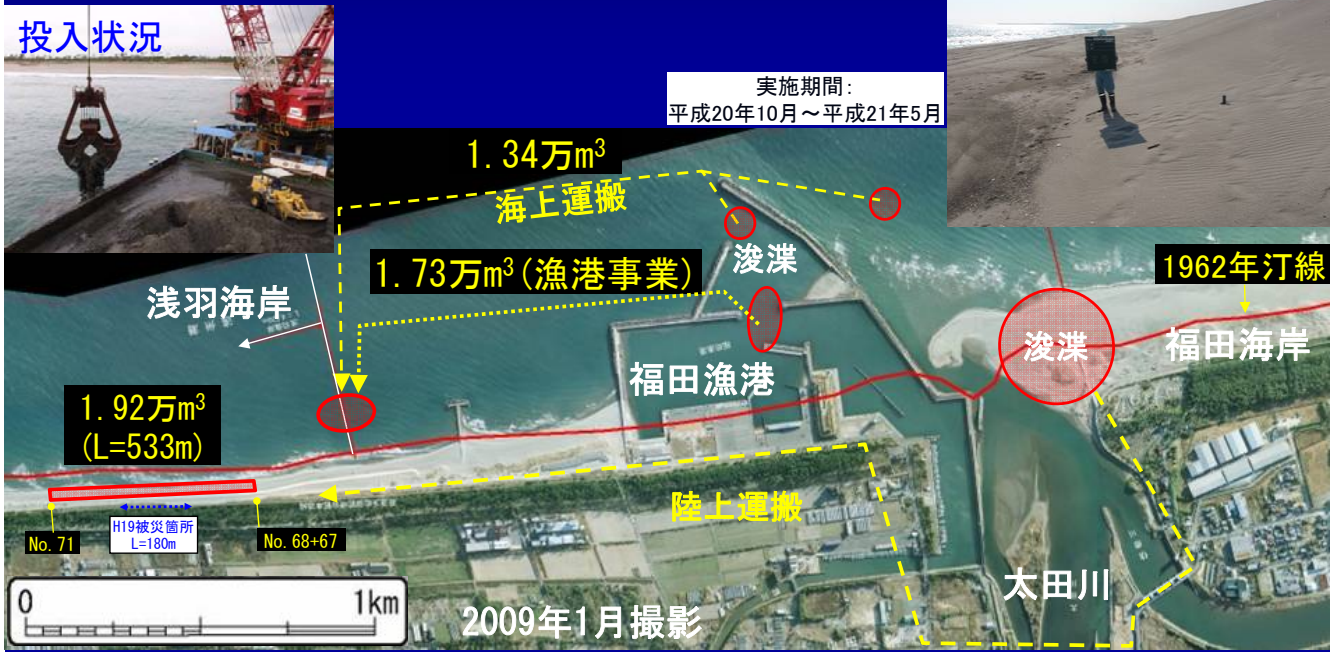 投入状況
実施期間：
平成20年10月～平成21年5月
1.34万m³
海上運搬
浚渫
1.73万m³(漁港事業)
1962年汀線
浅羽海岸
浚渫
福田海岸
福田漁港
1.92万m³
(L=533m)
陸上運搬
H19被災箇所
L=180m
No.71
No.68+67
太田川
0
1km
2009年1月撮影